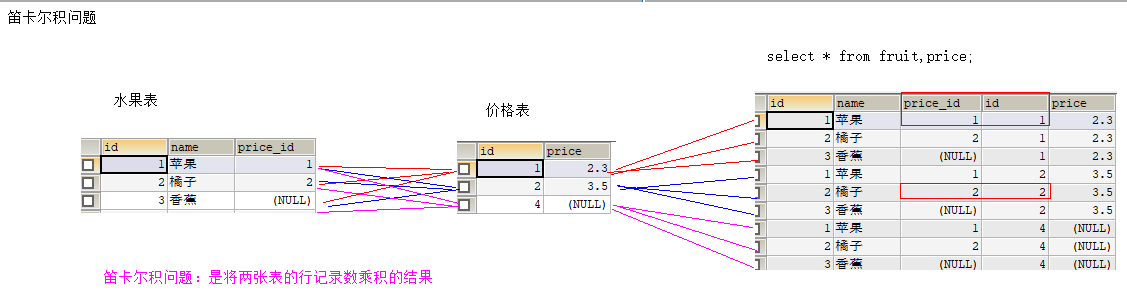 笛卡尔积问题
select * from fruit,price;
水果表
id name price_id
1 苹果 1
2 橘子 2
3 香蕉 (NULL)
价格表
id price
1 2.3
2 3.5
4 (NULL)
id name price_id id price
1 苹果 1 1 2.3
2 橘子 2 1 2.3
3 香蕉 (NULL) 1 2.3
1 苹果 1 2 3.5
2 橘子 2 2 3.5
3 香蕉 (NULL) 2 3.5
1 苹果 1 4 (NULL)
2 橘子 2 4 (NULL)
3 香蕉 (NULL) 4 (NULL)
笛卡尔积问题：是将两张表的行记录数乘积的结果